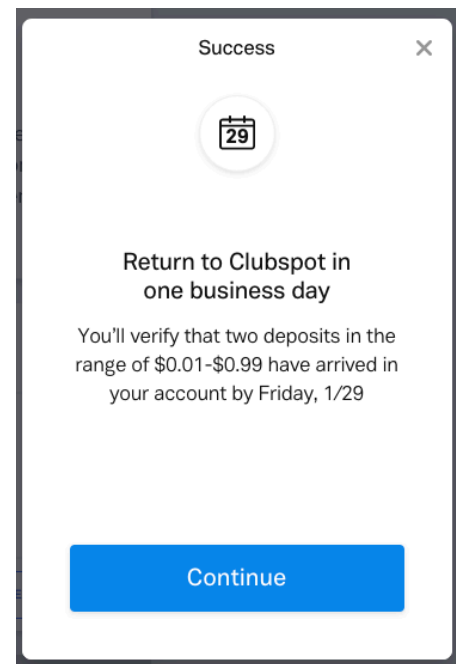 Success
29
Return to Clubspot in
one business day
You’ll verify that two deposits in the
range of $0.01-$0.99 have arrived in
your account by Friday, 1/29
Continue